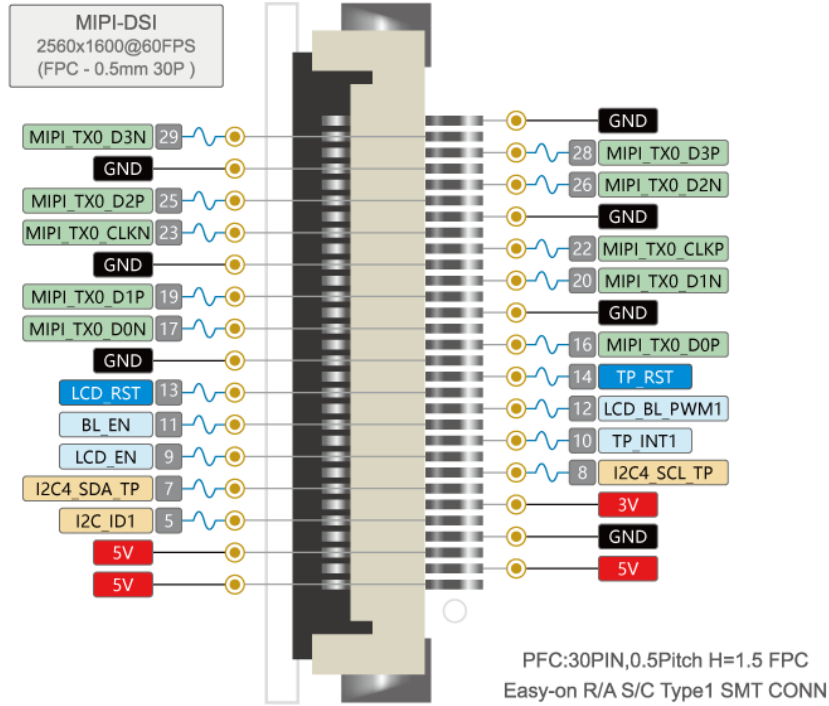 MIPI-DSI
2560x1600@60FPS
(FPC - 0.5mm 30P )
GND
MIPI_TX0_D3N 29
28 MIPI_TX0_D3P
GND
26 MIPI_TX0_D2N
MIPI_TX0_D2P 25
GND
MIPI_TX0_CLKN 23
22 MIPI_TX0_CLKP
GND
20 MIPI_TX0_D1N
MIPI_TX0_D1P 19
GND
MIPI_TX0_D0N 17
16 MIPI_TX0_D0P
GND
14 TP_RST
LCD_RST 13
12 LCD_BL_PWM1
BL_EN 11
10 TP_INT1
LCD_EN 9
8 I2C4_SCL_TP
I2C4_SDA_TP 7
3V
I2C_ID1 5
GND
5V
5V
5V
PFC:30PIN,0.5Pitch H=1.5 FPC
Easy-on R/A S/C Type1 SMT CONN